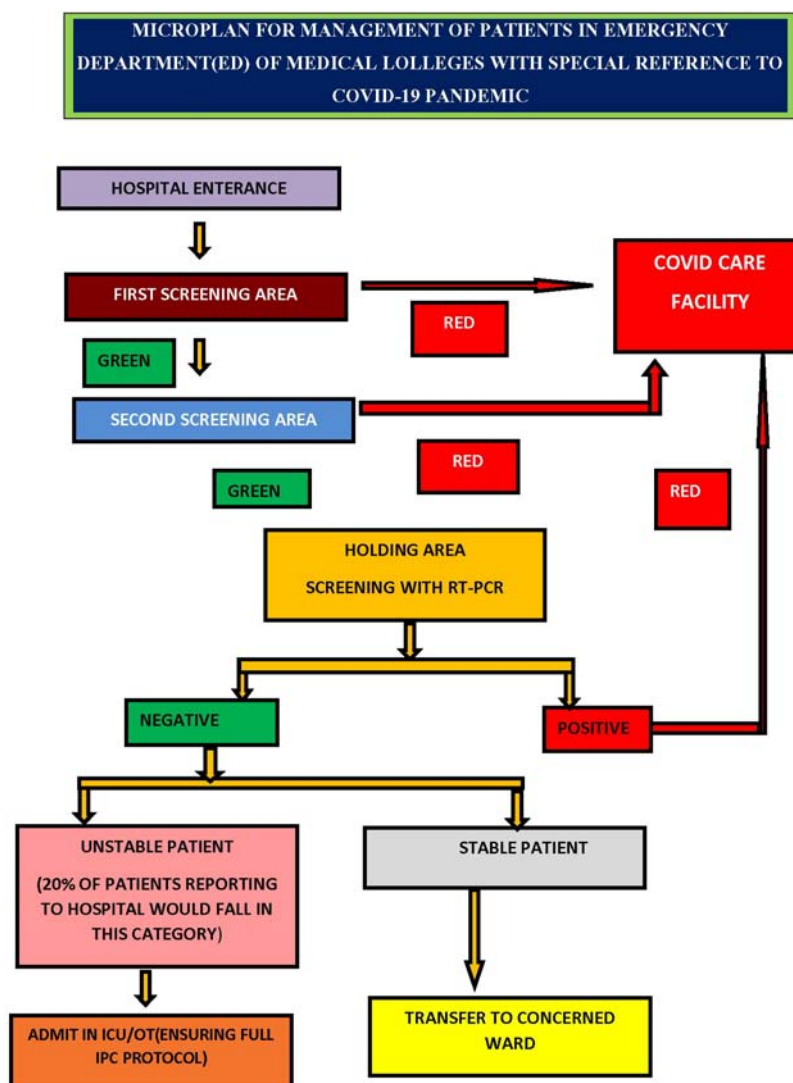 MICROPLAN FOR MANAGEMENT OF PATIENTS IN EMERGENCY
DEPARTMENT(ED) OF MEDICAL LOLLEGES WITH SPECIAL REFERENCE TO
COVID-19 PANDEMIC
HOSPITAL ENTERANCE
COVID CARE
FACILITY
FIRST SCREENING AREA
RED
GREEN
SECOND SCREENING AREA
RED
RED
GREEN
HOLDING AREA
SCREENING WITH RT-PCR
NEGATIVE
POSITIVE
UNSTABLE PATIENT
(20% OF PATIENTS REPORTING
TO HOSPITAL WOULD FALL IN
THIS CATEGORY)
STABLE PATIENT
ADMIT IN ICU/OT(ENSURING FULL
IPC PROTOCOL)
TRANSFER TO CONCERNED
WARD